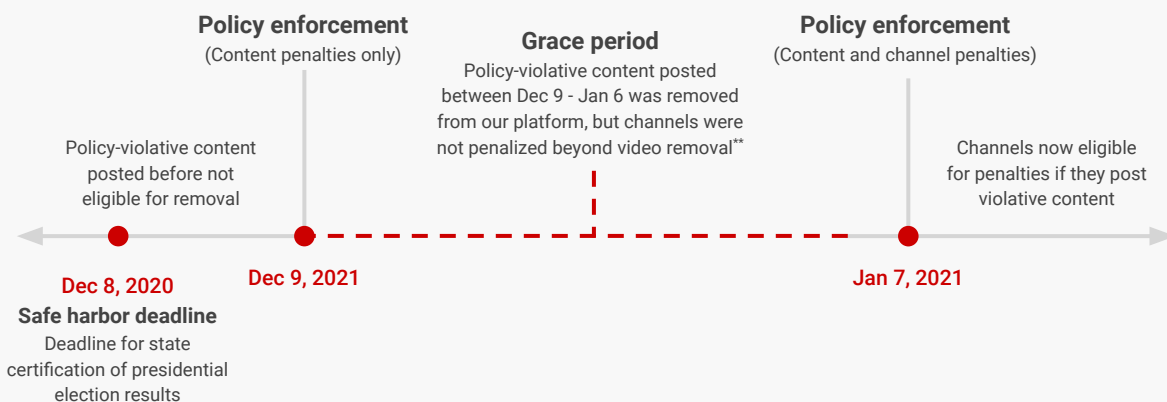 Policy enforcement
(Content penalties only)
Grace period
Policy-violative content posted
between Dec 9 - Jan 6 was removed
from our platform, but channels were
not penalized beyond video removal**
Policy enforcement
(Content and channel penalties)
Policy-violative content
posted before not
eligible for removal
Channels now eligible
for penalties if they post
violative content
Dec 8, 2020
Safe harbor deadline
Deadline for state
certification of presidential
election results
Dec 9, 2021
Jan 7, 2021